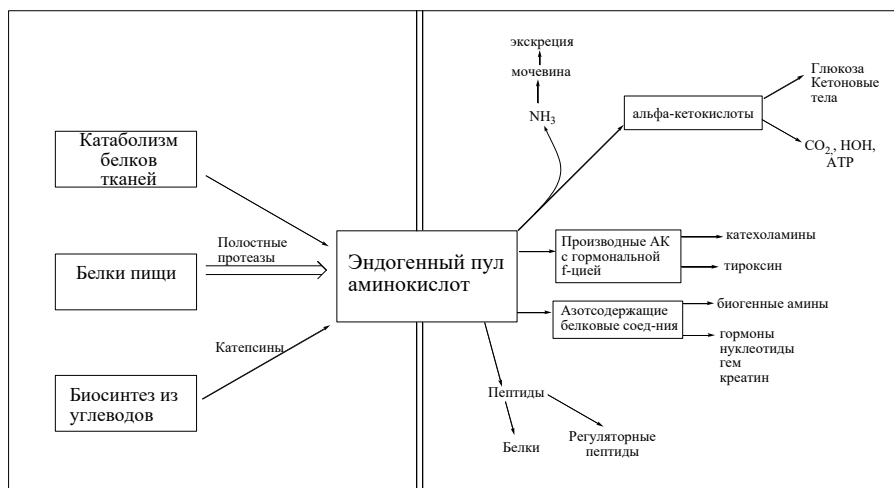 Катаболизм
белков
тканей
Белки пищи
Биосинтез из
углеводов
Полостные
протеазы
Катепсины
Эндогенный пул
аминокислот
экскреция
мочевина
NH3
альфа-кетокислоты
Глюкоза
Кетоновые
тела
CO2,, HOH,
АТР
Производные АК
с гормональной
f-цией
катехоламины
тироксин
Азотсодержащие
белковые соед-ния
биогенные амины
гормоны
нуклеотиды
гем
креатин
Пептиды
Белки
Регуляторные
пептиды